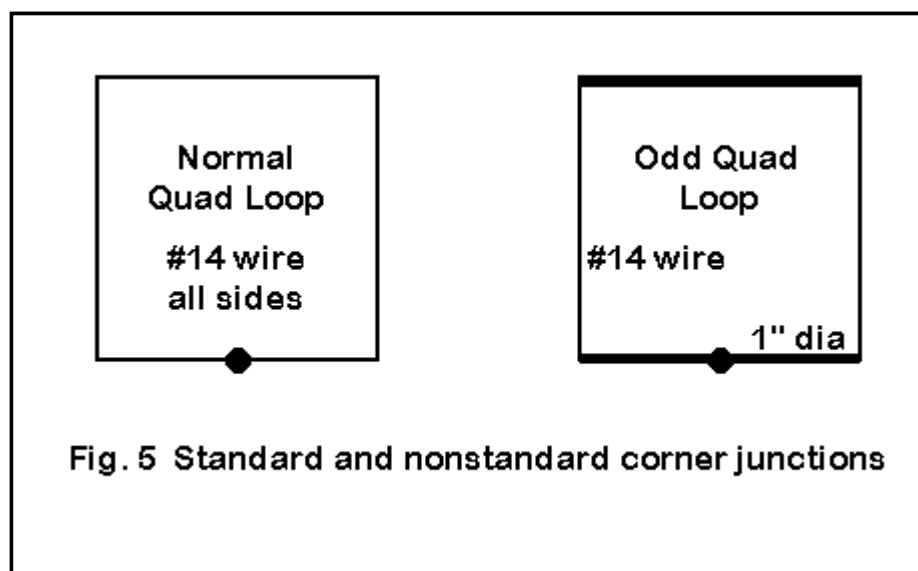 Normal
Quad Loop
#14 wire
all sides
Odd Quad
Loop
#14 wire
1" dia
Fig. 5 Standard and nonstandard corner junctions